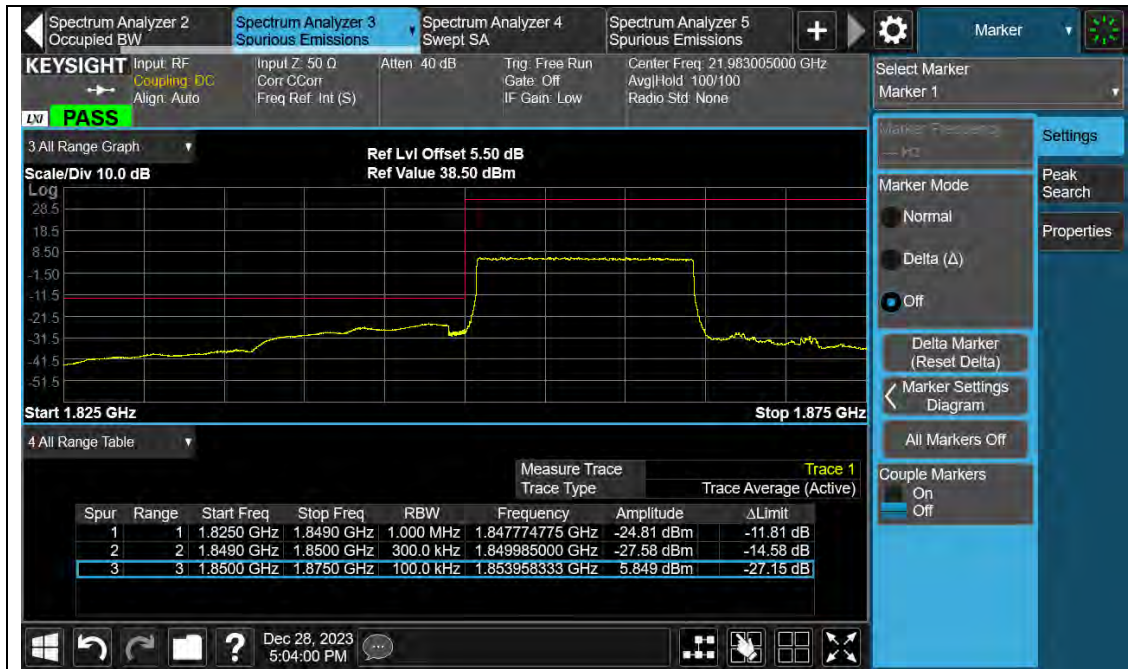 Spectrum Analyzer 2
Occupied BW
Spectrum Analyzer 3
Spurious Emissions
Spectrum Analyzer 4
Swept SA
Spectrum Analyzer 5
Spurious Emissions
+
Marker
KEYSIGHT
Input: RF
Coupling: DC
Align: Auto
Input Z: 50 Ω
Corr CCorr
Freq Ref: Int (S)
Atten: 40 dB
Trig: Free Run
Gate: Off
IF Gain: Low
Center Freq: 21.983005000 GHz
Avg|Hold: 100/100
Radio Std: None
LXI PASS
Select Marker
Marker 1
Marker Frequency
--- Hz
Settings
Peak Search
Properties
Marker Mode
Normal
Delta (Δ)
Off
Delta Marker
(Reset Delta)
Marker Settings
Diagram
All Markers Off
Couple Markers
On
Off
3 All Range Graph
Scale/Div 10.0 dB
Ref Lvl Offset 5.50 dB
Ref Value 38.50 dBm
Log
28.5
18.5
8.50
-1.50
-11.5
-21.5
-31.5
-41.5
-51.5
Start 1.825 GHz
Stop 1.875 GHz
4 All Range Table
Measure Trace Trace 1
Trace Type Trace Average (Active)
Spur Range Start Freq Stop Freq RBW Frequency Amplitude ΔLimit
1 1 1.8250 GHz 1.8490 GHz 1.000 MHz 1.847774775 GHz -24.81 dBm -11.81 dB
2 2 1.8490 GHz 1.8500 GHz 300.0 kHz 1.849985000 GHz -27.58 dBm -14.58 dB
3 3 1.8500 GHz 1.8750 GHz 100.0 kHz 1.853958333 GHz 5.849 dBm -27.15 dB
?
Dec 28, 2023
5:04:00 PM